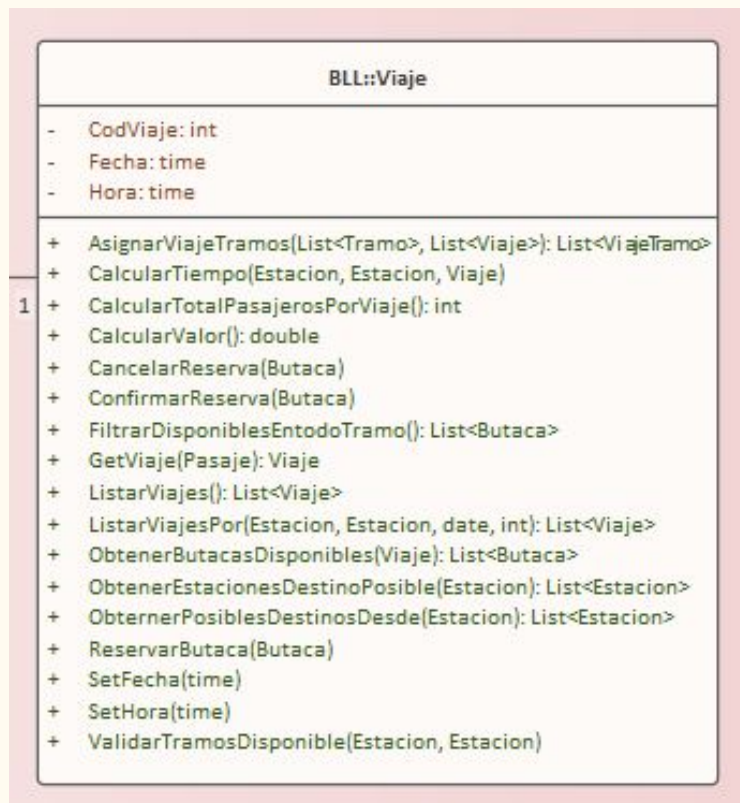 BLL::Viaje
- CodViaje: int
- Fecha: time
- Hora: time
+ AsignarViajeTramos(List<Tramo>, List<Viaje>): List<ViajeTramo>
+ CalcularTiempo(Estacion, Estacion, Viaje)
1 + CalcularTotalPasajerosPorViaje(): int
+ CalcularValor(): double
+ CancelarReserva(Butaca)
+ ConfirmarReserva(Butaca)
+ FiltrarDisponiblesEntodoTramo(): List<Butaca>
+ GetViaje(Pasaje): Viaje
+ ListarViajes(): List<Viaje>
+ ListarViajesPor(Estacion, Estacion, date, int): List<Viaje>
+ ObtenerButacasDisponibles(Viaje): List<Butaca>
+ ObtenerEstacionesDestinoPosible(Estacion): List<Estacion>
+ ObternerPosiblesDestinosDesde(Estacion): List<Estacion>
+ ReservarButaca(Butaca)
+ SetFecha(time)
+ SetHora(time)
+ ValidarTramosDisponible(Estacion, Estacion)